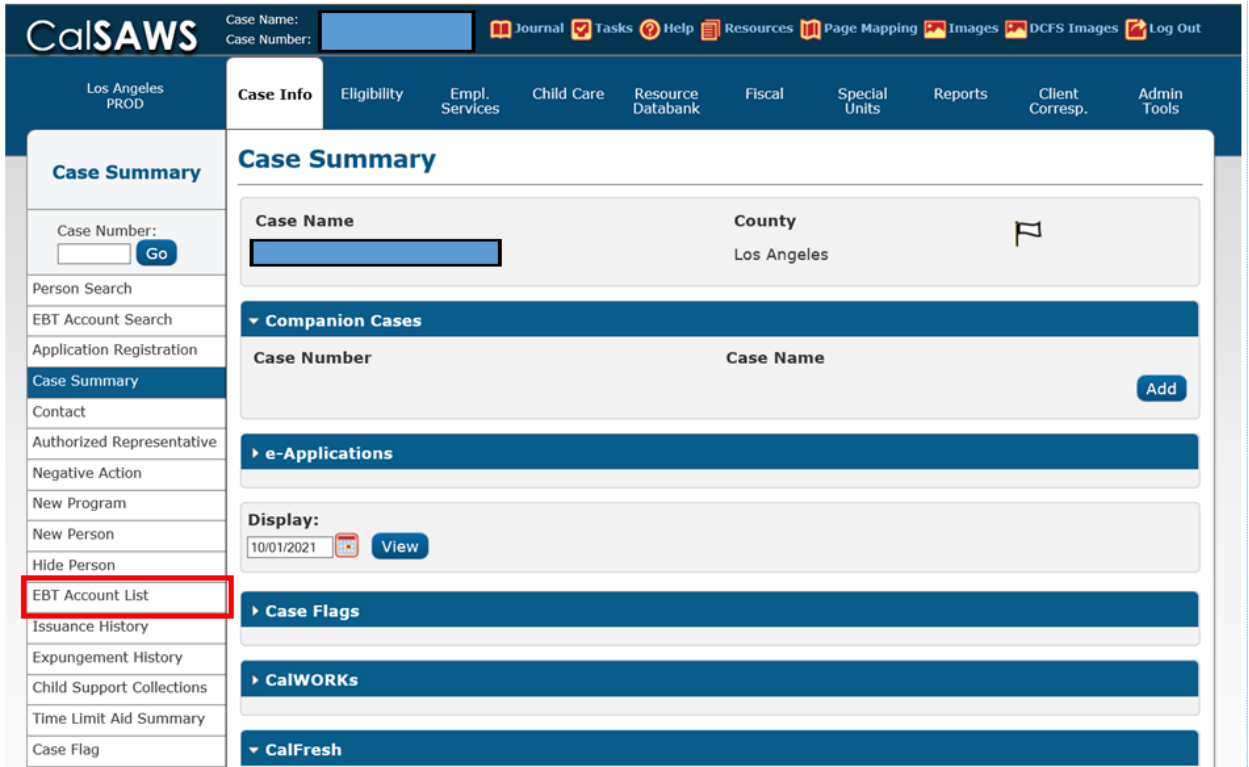 CalSAWS
Case Name:
Case Number:
Journal Tasks Help Resources Page Mapping Images DCFS Images Log Out
Los Angeles
PROD
Case Info
Eligibility
Empl.
Services
Child Care
Resource
Databank
Fiscal
Special
Units
Reports
Client
Corresp.
Admin
Tools
Case Summary
Case Number:
Go
Person Search
EBT Account Search
Application Registration
Case Summary
Contact
Authorized Representative
Negative Action
New Program
New Person
Hide Person
EBT Account List
Issuance History
Expungement History
Child Support Collections
Time Limit Aid Summary
Case Flag
Case Summary
Case Name County
Los Angeles
Companion Cases
Case Number Case Name
Add
e-Applications
Display:
10/01/2021 View
Case Flags
CalWORKs
CalFresh